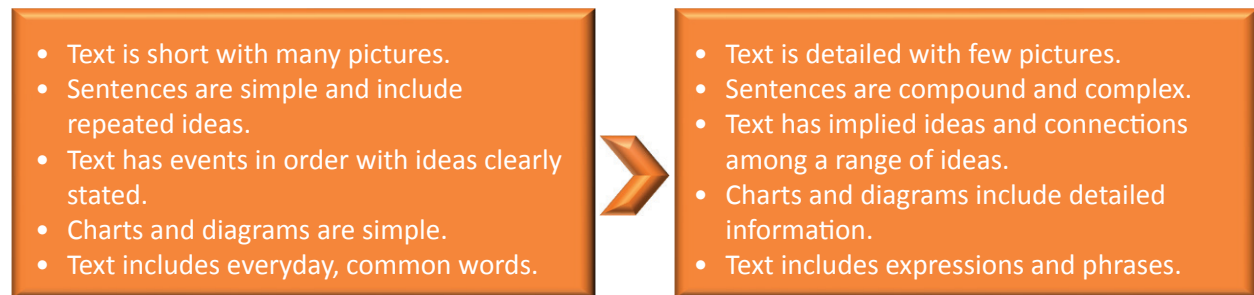 • Text is short with many pictures.
• Sentences are simple and include
repeated ideas.
• Text has events in order with ideas clearly
stated.
• Charts and diagrams are simple.
• Text includes everyday, common words.
• Text is detailed with few pictures.
• Sentences are compound and complex.
• Text has implied ideas and connections
among a range of ideas.
• Charts and diagrams include detailed
information.
• Text includes expressions and phrases.